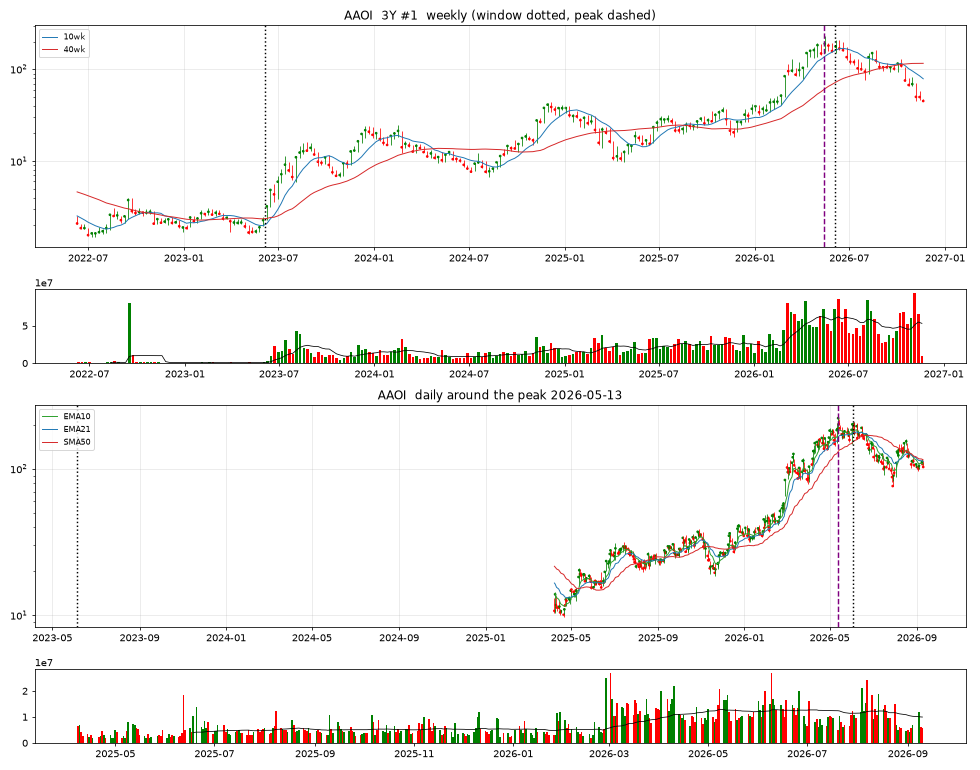 AAOI  3Y #1  weekly (window dotted, peak dashed)
10wk
40wk
10²
10¹
2022-07 2023-01 2023-07 2024-01 2024-07 2025-01 2025-07 2026-01 2026-07 2027-01
1e7
5
0
2022-07 2023-01 2023-07 2024-01 2024-07 2025-01 2025-07 2026-01 2026-07 2027-01
AAOI  daily around the peak 2026-05-13
EMA10
EMA21
SMA50
10²
10¹
2023-05 2023-09 2024-01 2024-05 2024-09 2025-01 2025-05 2025-09 2026-01 2026-05 2026-09
1e7
2
1
0
2025-05 2025-07 2025-09 2025-11 2026-01 2026-03 2026-05 2026-07 2026-09